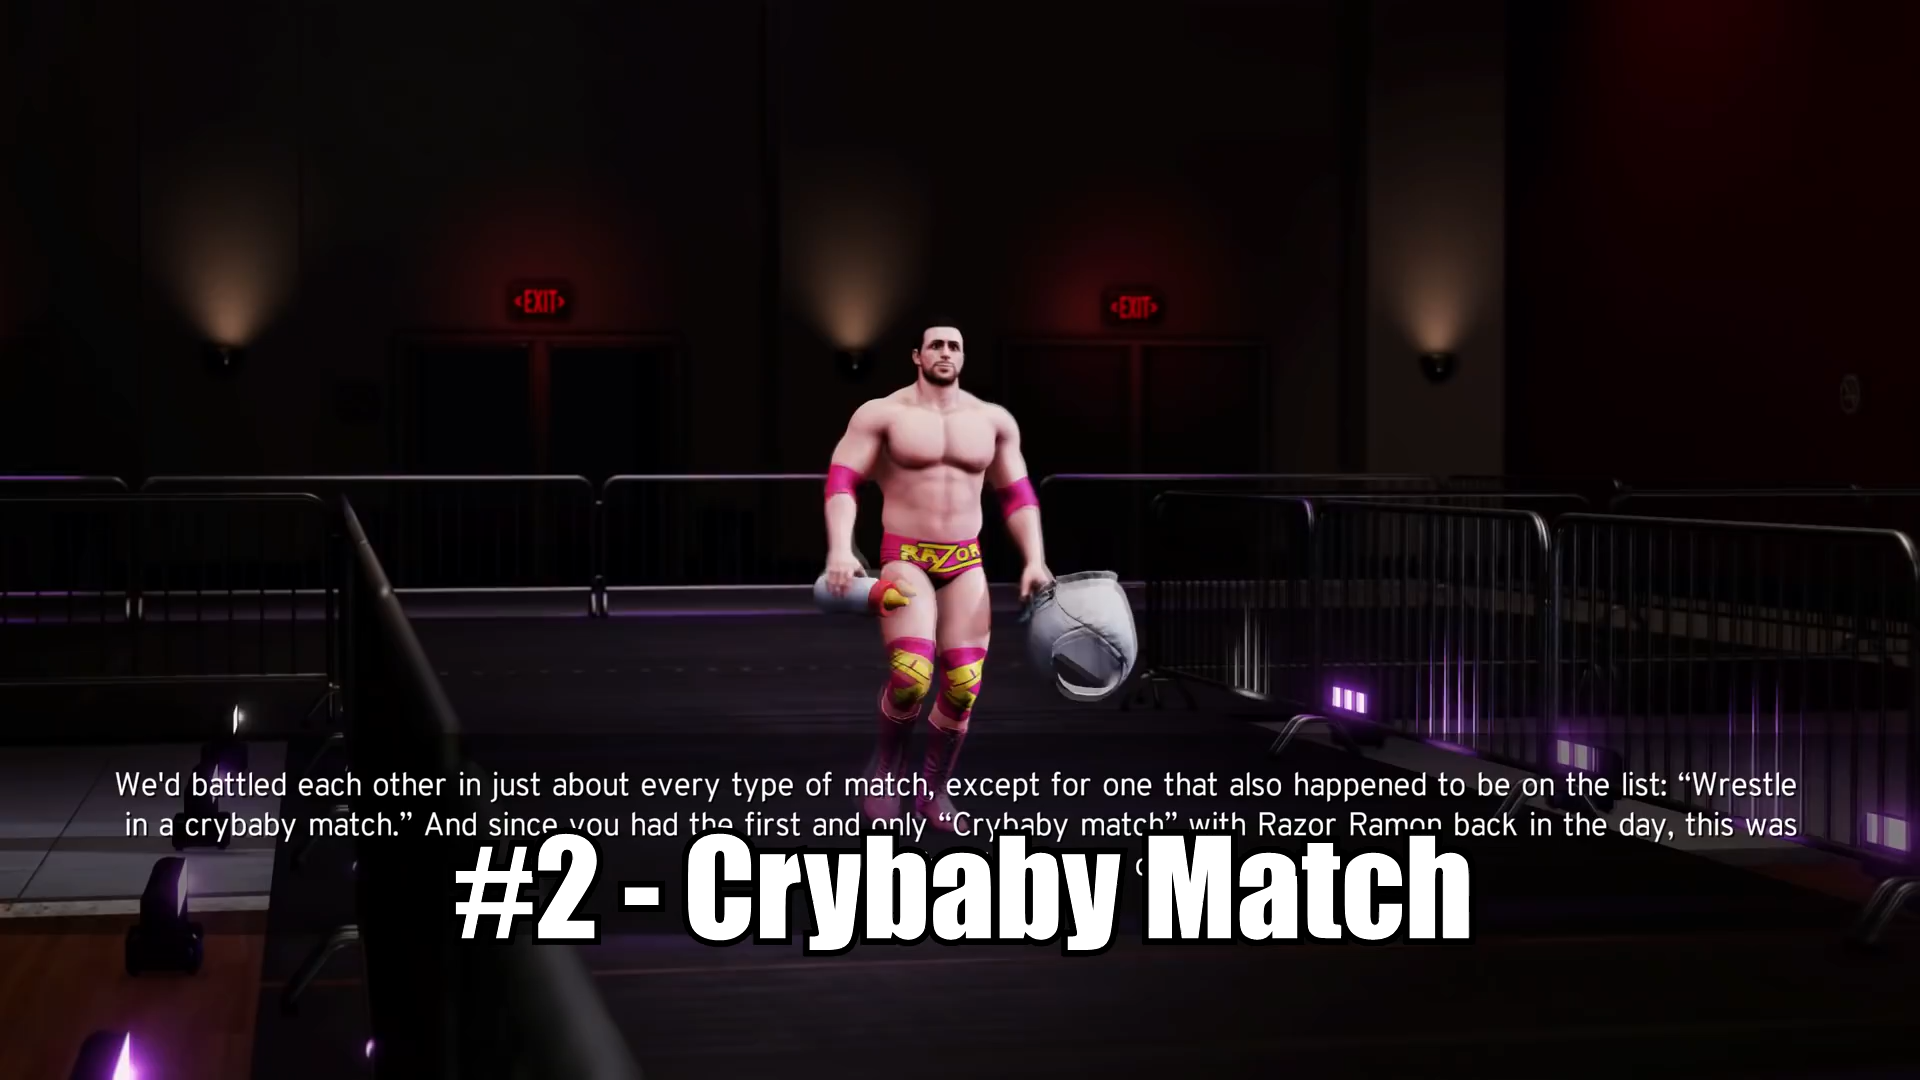 ‹EXIT›
‹EXIT›
RAZOR
We'd battled each other in just about every type of match, except for one that also happened to be on the list: “Wrestle
in a crybaby match.” And since you had the first and only “Crybaby match” with Razor Ramon back in the day, this was
#2 - Crybaby Match